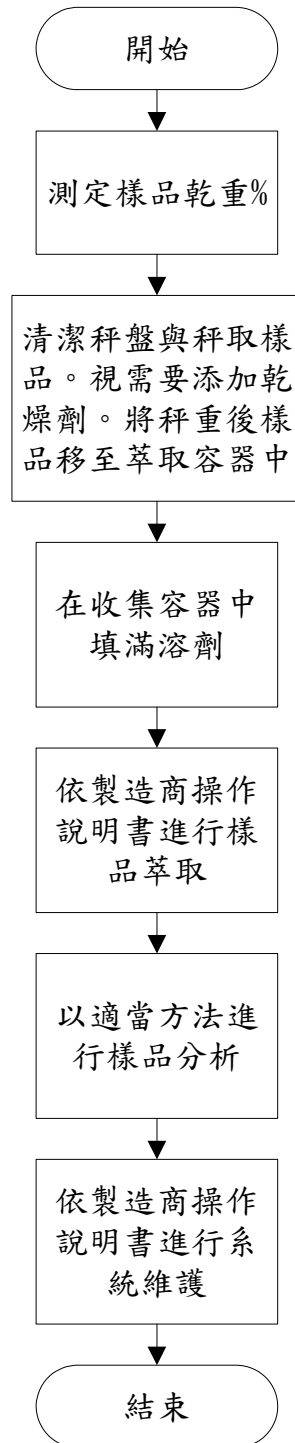 開始
測定樣品乾重%
清潔秤盤與秤取樣
品。視需要添加乾
燥劑。將秤重後樣
品移至萃取容器中
在收集容器中
填滿溶劑
依製造商操作
說明書進行樣
品萃取
以適當方法進
行樣品分析
依製造商操作
說明書進行系
統維護
結束